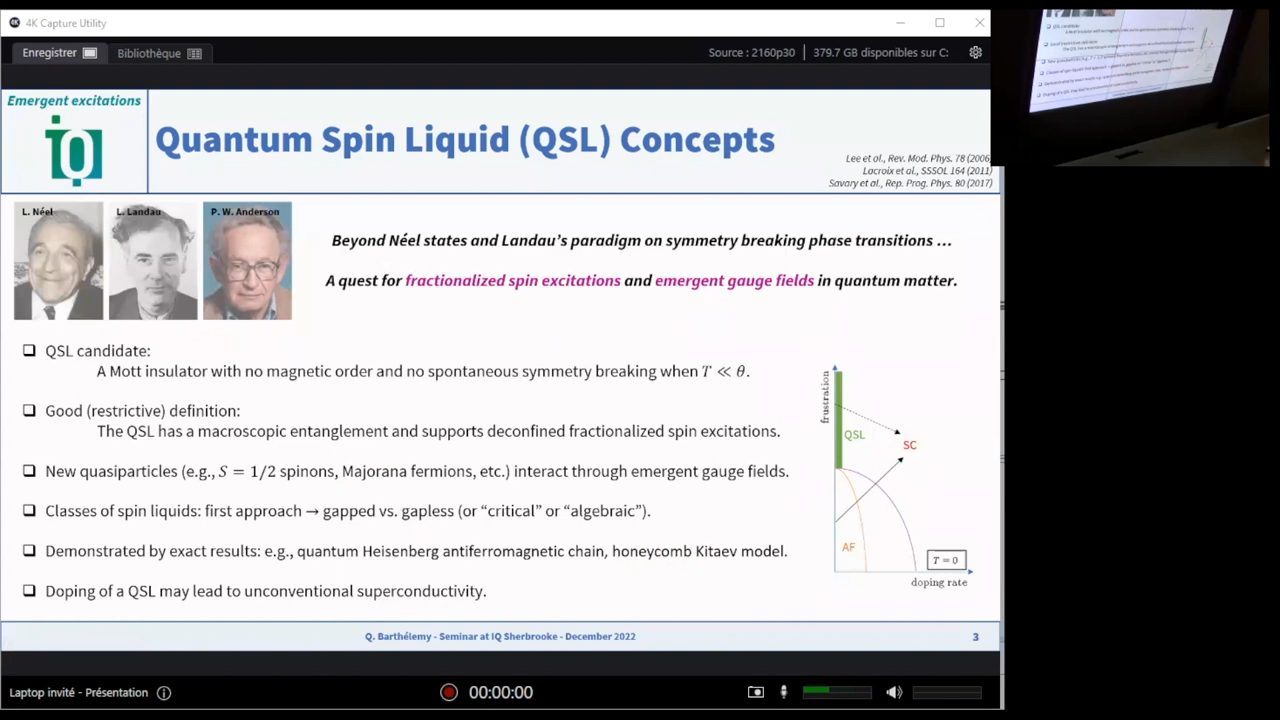 4K Capture Utility
Enregistrer
Bibliothèque
Source : 2160p30
379.7 GB disponibles sur C:
Emergent excitations
iQ
Quantum Spin Liquid (QSL) Concepts
Lee et al., Rev. Mod. Phys. 78 (2006
Lacroix et al., SSSOL 164 (2011)
Savary et al., Rep. Prog. Phys. 80 (2017)
L. Néel
L. Landau
P. W. Anderson
Beyond Néel states and Landau's paradigm on symmetry breaking phase transitions …
A quest for fractionalized spin excitations and emergent gauge fields in quantum matter.
❑ QSL candidate:
A Mott insulator with no magnetic order and no spontaneous symmetry breaking when T ≪ θ.
❑ Good (restrictive) definition:
The QSL has a macroscopic entanglement and supports deconfined fractionalized spin excitations.
❑ New quasiparticles (e.g., S = 1/2 spinons, Majorana fermions, etc.) interact through emergent gauge fields.
❑ Classes of spin liquids: first approach → gapped vs. gapless (or “critical” or “algebraic”).
❑ Demonstrated by exact results: e.g., quantum Heisenberg antiferromagnetic chain, honeycomb Kitaev model.
❑ Doping of a QSL may lead to unconventional superconductivity.
frustration
QSL
SC
AF
T = 0
doping rate
Q. Barthélemy - Seminar at IQ Sherbrooke - December 2022
3
Laptop invité - Présentation
00:00:00